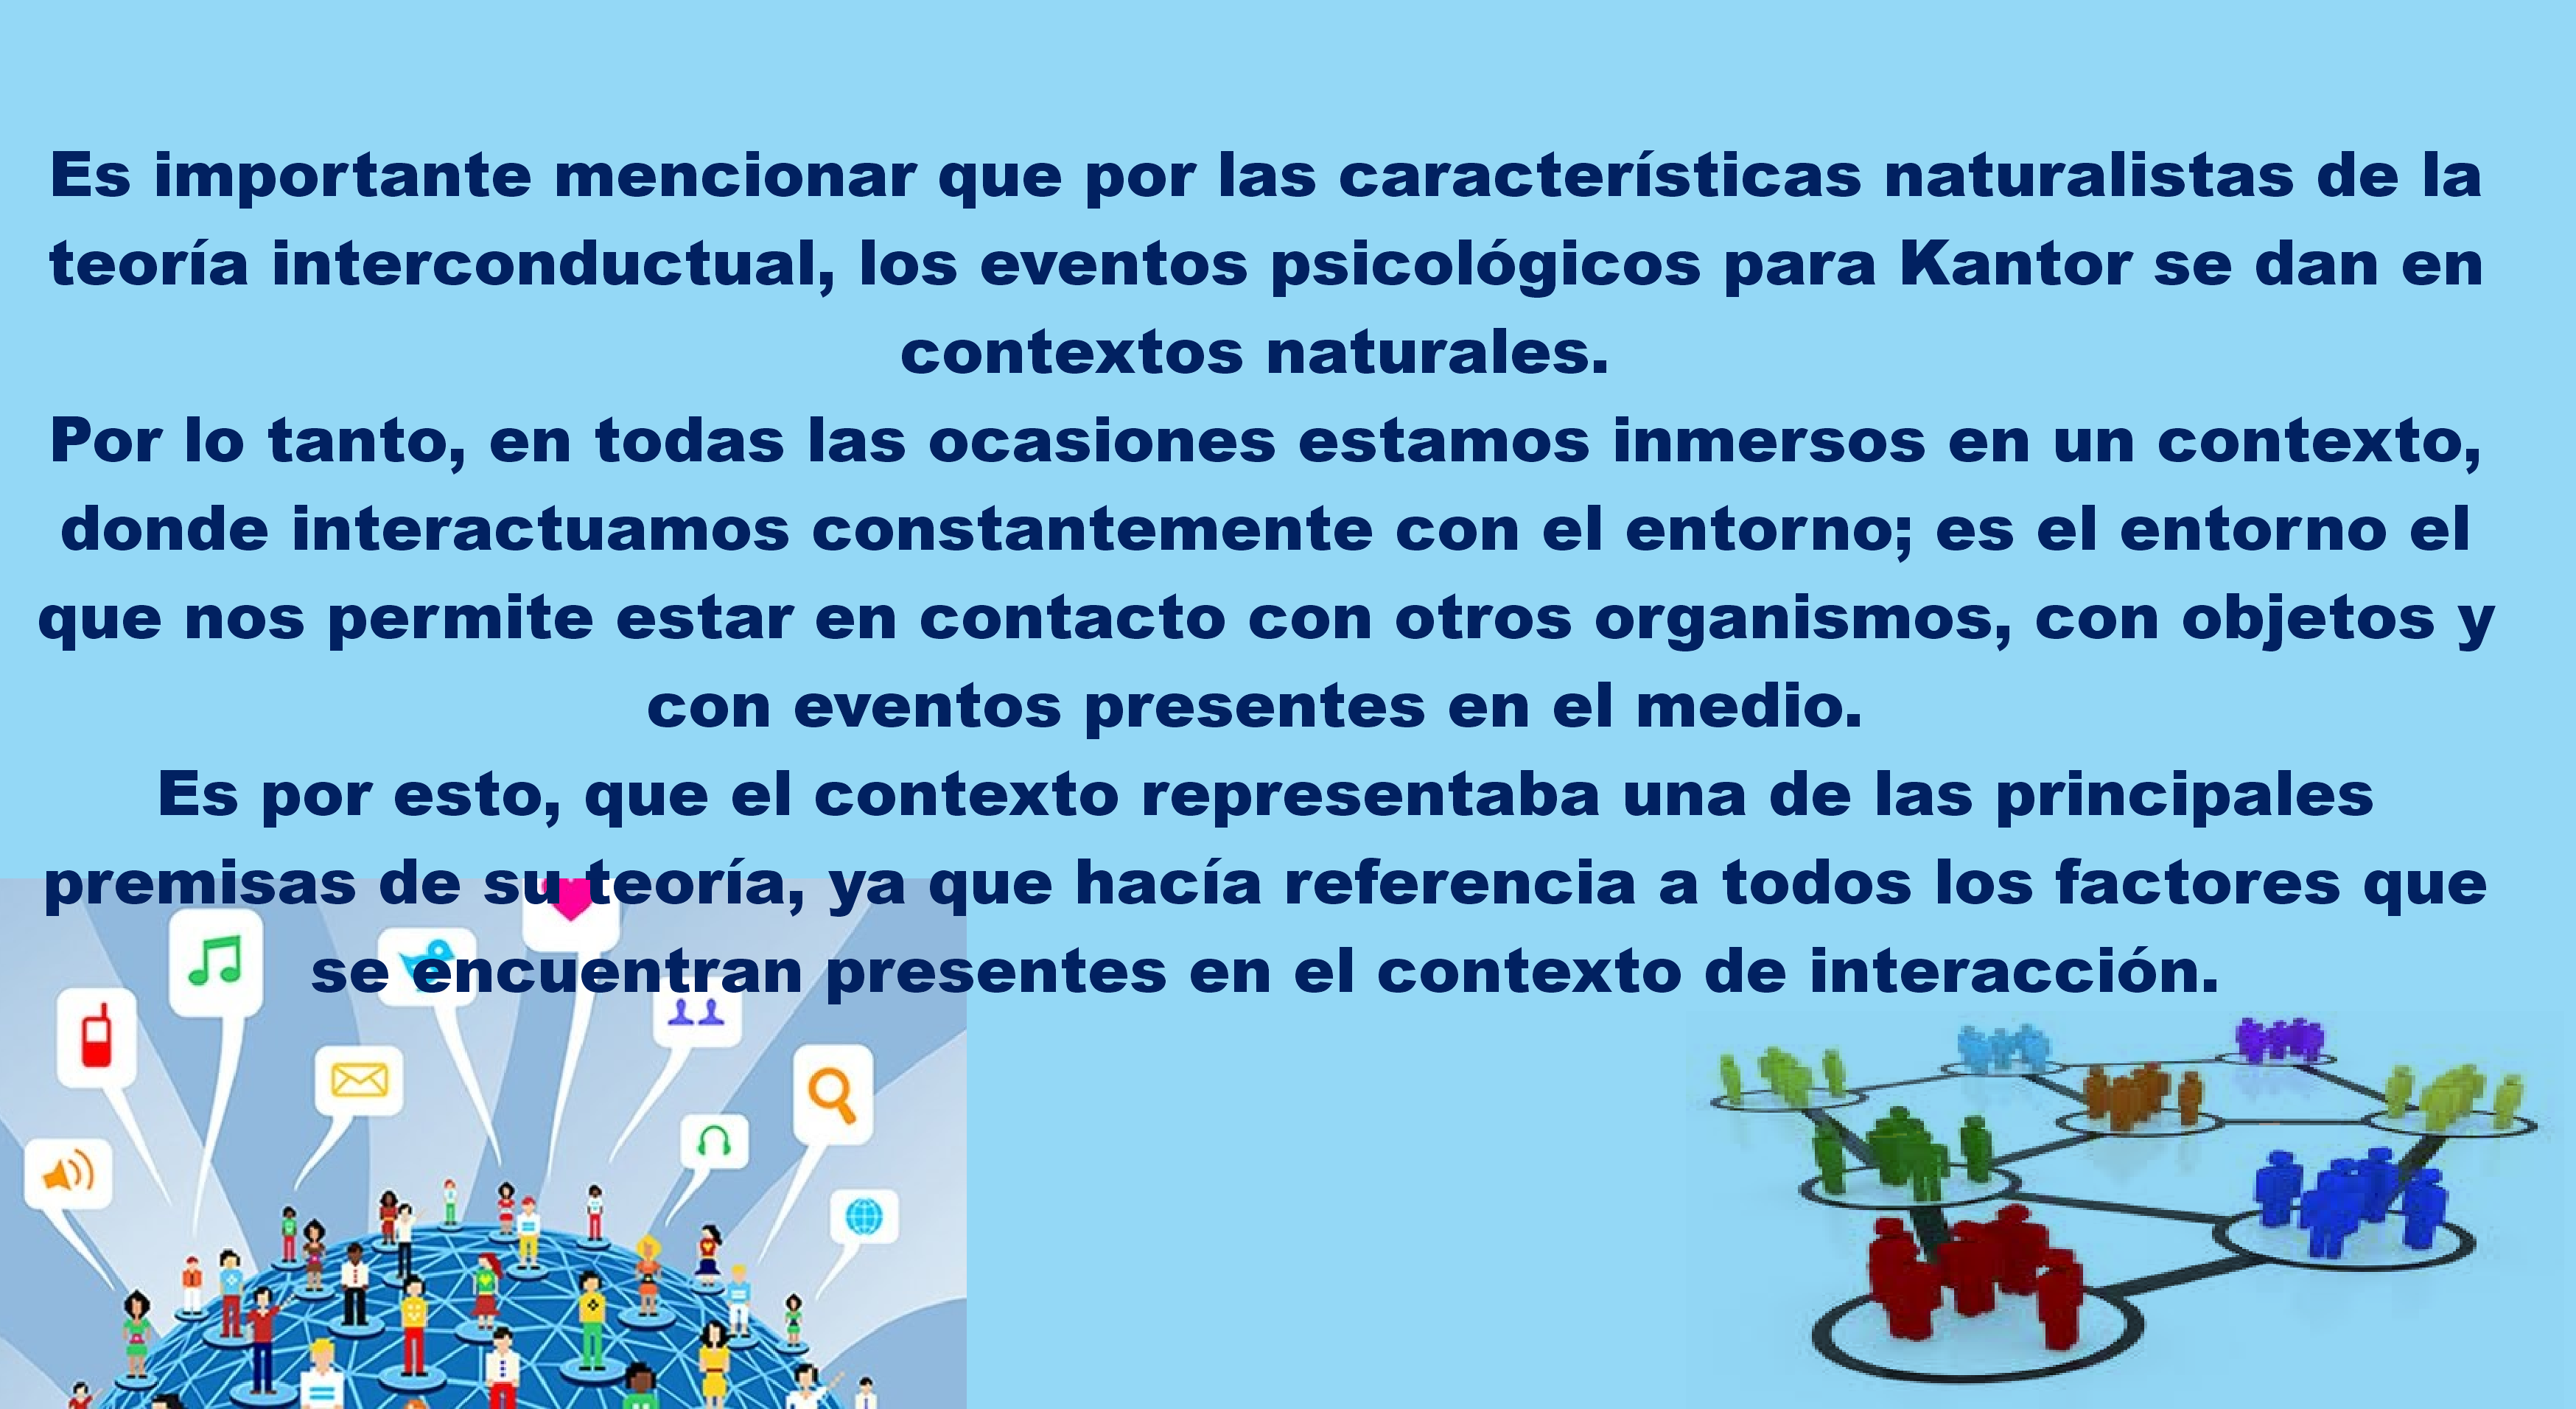 Es importante mencionar que por las características naturalistas de la
teoría interconductual, los eventos psicológicos para Kantor se dan en
contextos naturales.
Por lo tanto, en todas las ocasiones estamos inmersos en un contexto,
donde interactuamos constantemente con el entorno; es el entorno el
que nos permite estar en contacto con otros organismos, con objetos y
con eventos presentes en el medio.
Es por esto, que el contexto representaba una de las principales
premisas de su teoría, ya que hacía referencia a todos los factores que
se encuentran presentes en el contexto de interacción.